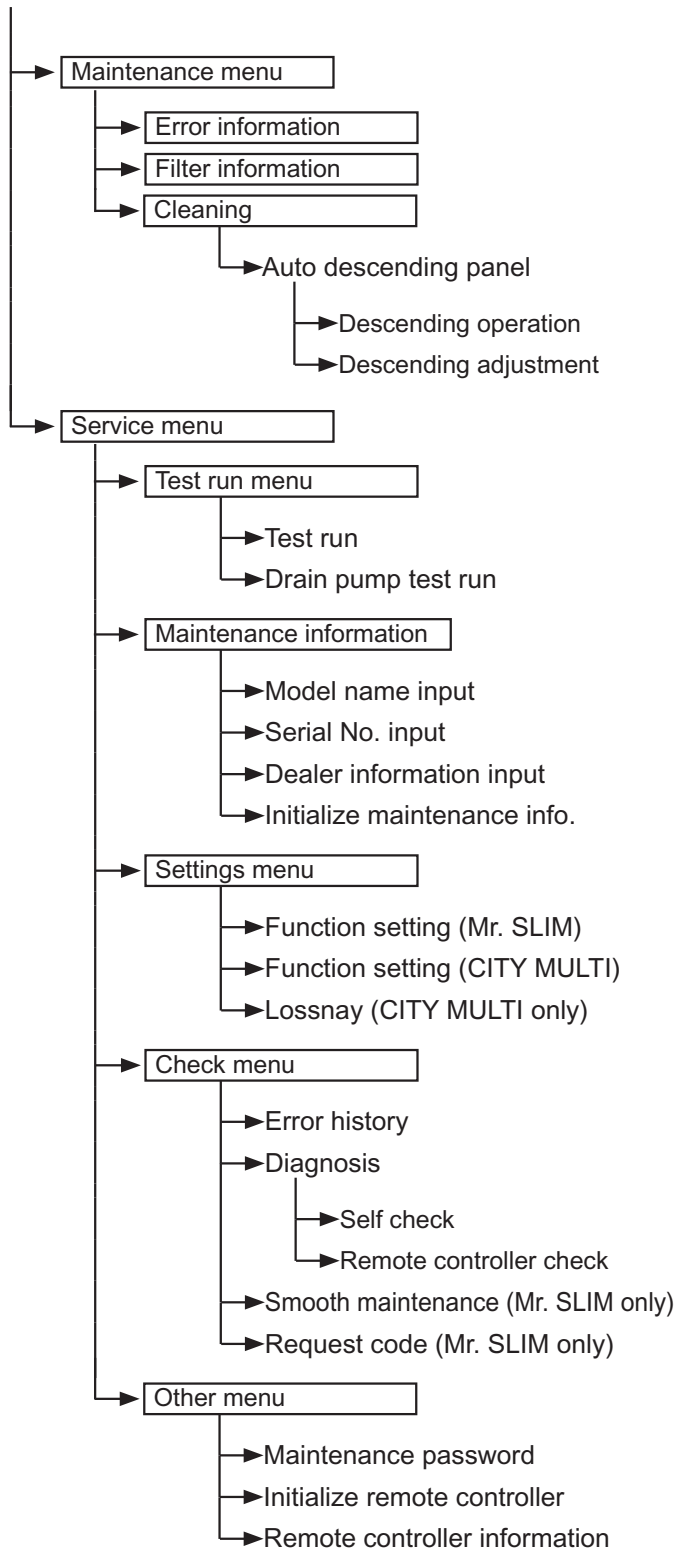 Maintenance menu
Error information
Filter information
Cleaning
Auto descending panel
Descending operation
Descending adjustment
Service menu
Test run menu
Test run
Drain pump test run
Maintenance information
Model name input
Serial No. input
Dealer information input
Initialize maintenance info.
Settings menu
Function setting (Mr. SLIM)
Function setting (CITY MULTI)
Lossnay (CITY MULTI only)
Check menu
Error history
Diagnosis
Self check
Remote controller check
Smooth maintenance (Mr. SLIM only)
Request code (Mr. SLIM only)
Other menu
Maintenance password
Initialize remote controller
Remote controller information